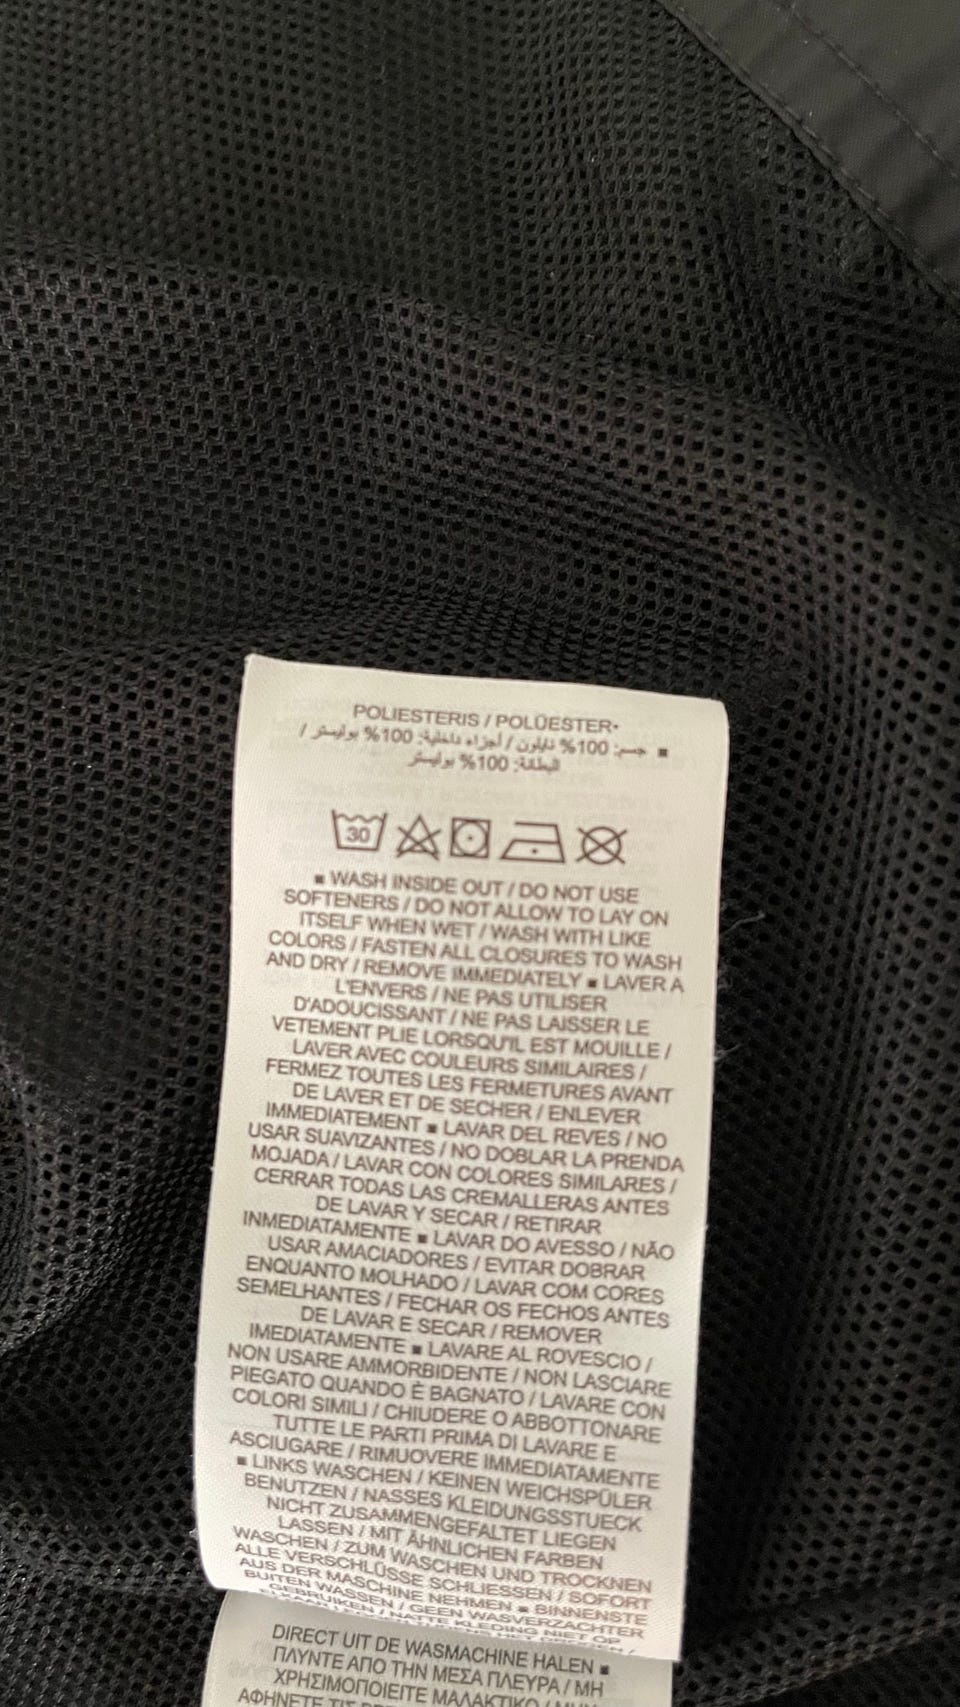 POLIESTERIS / POLÜESTER•
■ جسم: 100% نايلون / أجزاء داخلية: 100% بوليستر /
البطانة: 100% بوليستر
30
■ WASH INSIDE OUT / DO NOT USE
SOFTENERS / DO NOT ALLOW TO LAY ON
ITSELF WHEN WET / WASH WITH LIKE
COLORS / FASTEN ALL CLOSURES TO WASH
AND DRY / REMOVE IMMEDIATELY ■ LAVER A
L'ENVERS / NE PAS UTILISER
D'ADOUCISSANT / NE PAS LAISSER LE
VETEMENT PLIE LORSQU'IL EST MOUILLE /
LAVER AVEC COULEURS SIMILAIRES /
FERMEZ TOUTES LES FERMETURES AVANT
DE LAVER ET DE SECHER / ENLEVER
IMMEDIATEMENT ■ LAVAR DEL REVES / NO
USAR SUAVIZANTES / NO DOBLAR LA PRENDA
MOJADA / LAVAR CON COLORES SIMILARES /
CERRAR TODAS LAS CREMALLERAS ANTES
DE LAVAR Y SECAR / RETIRAR
INMEDIATAMENTE ■ LAVAR DO AVESSO / NÃO
USAR AMACIADORES / EVITAR DOBRAR
ENQUANTO MOLHADO / LAVAR COM CORES
SEMELHANTES / FECHAR OS FECHOS ANTES
DE LAVAR E SECAR / REMOVER
IMEDIATAMENTE ■ LAVARE AL ROVESCIO /
NON USARE AMMORBIDENTE / NON LASCIARE
PIEGATO QUANDO È BAGNATO / LAVARE CON
COLORI SIMILI / CHIUDERE O ABBOTTONARE
TUTTE LE PARTI PRIMA DI LAVARE E
ASCIUGARE / RIMUOVERE IMMEDIATAMENTE
■ LINKS WASCHEN / KEINEN WEICHSPÜLER
BENUTZEN / NASSES KLEIDUNGSSTUECK
NICHT ZUSAMMENGEFALTET LIEGEN
LASSEN / MIT ÄHNLICHEN FARBEN
WASCHEN / ZUM WASCHEN UND TROCKNEN
ALLE VERSCHLÜSSE SCHLIESSEN / SOFORT
AUS DER MASCHINE NEHMEN ■ BINNENSTE
BUITEN WASSEN / GEEN WASVERZACHTER
GEBRUIKEN / NATTE KLEDING NIET OP
DIRECT UIT DE WASMACHINE HALEN ■
ΠΛΥΝΤΕ ΑΠΟ ΤΗΝ ΜΕΣΑ ΠΛΕΥΡΑ / ΜΗ
ΧΡΗΣΙΜΟΠΟΙΕΙΤΕ ΜΑΛΑΚΤΙΚΟ / ΜΗΝ
ΑΦΗΝΕΤΕ ΤΙΣ